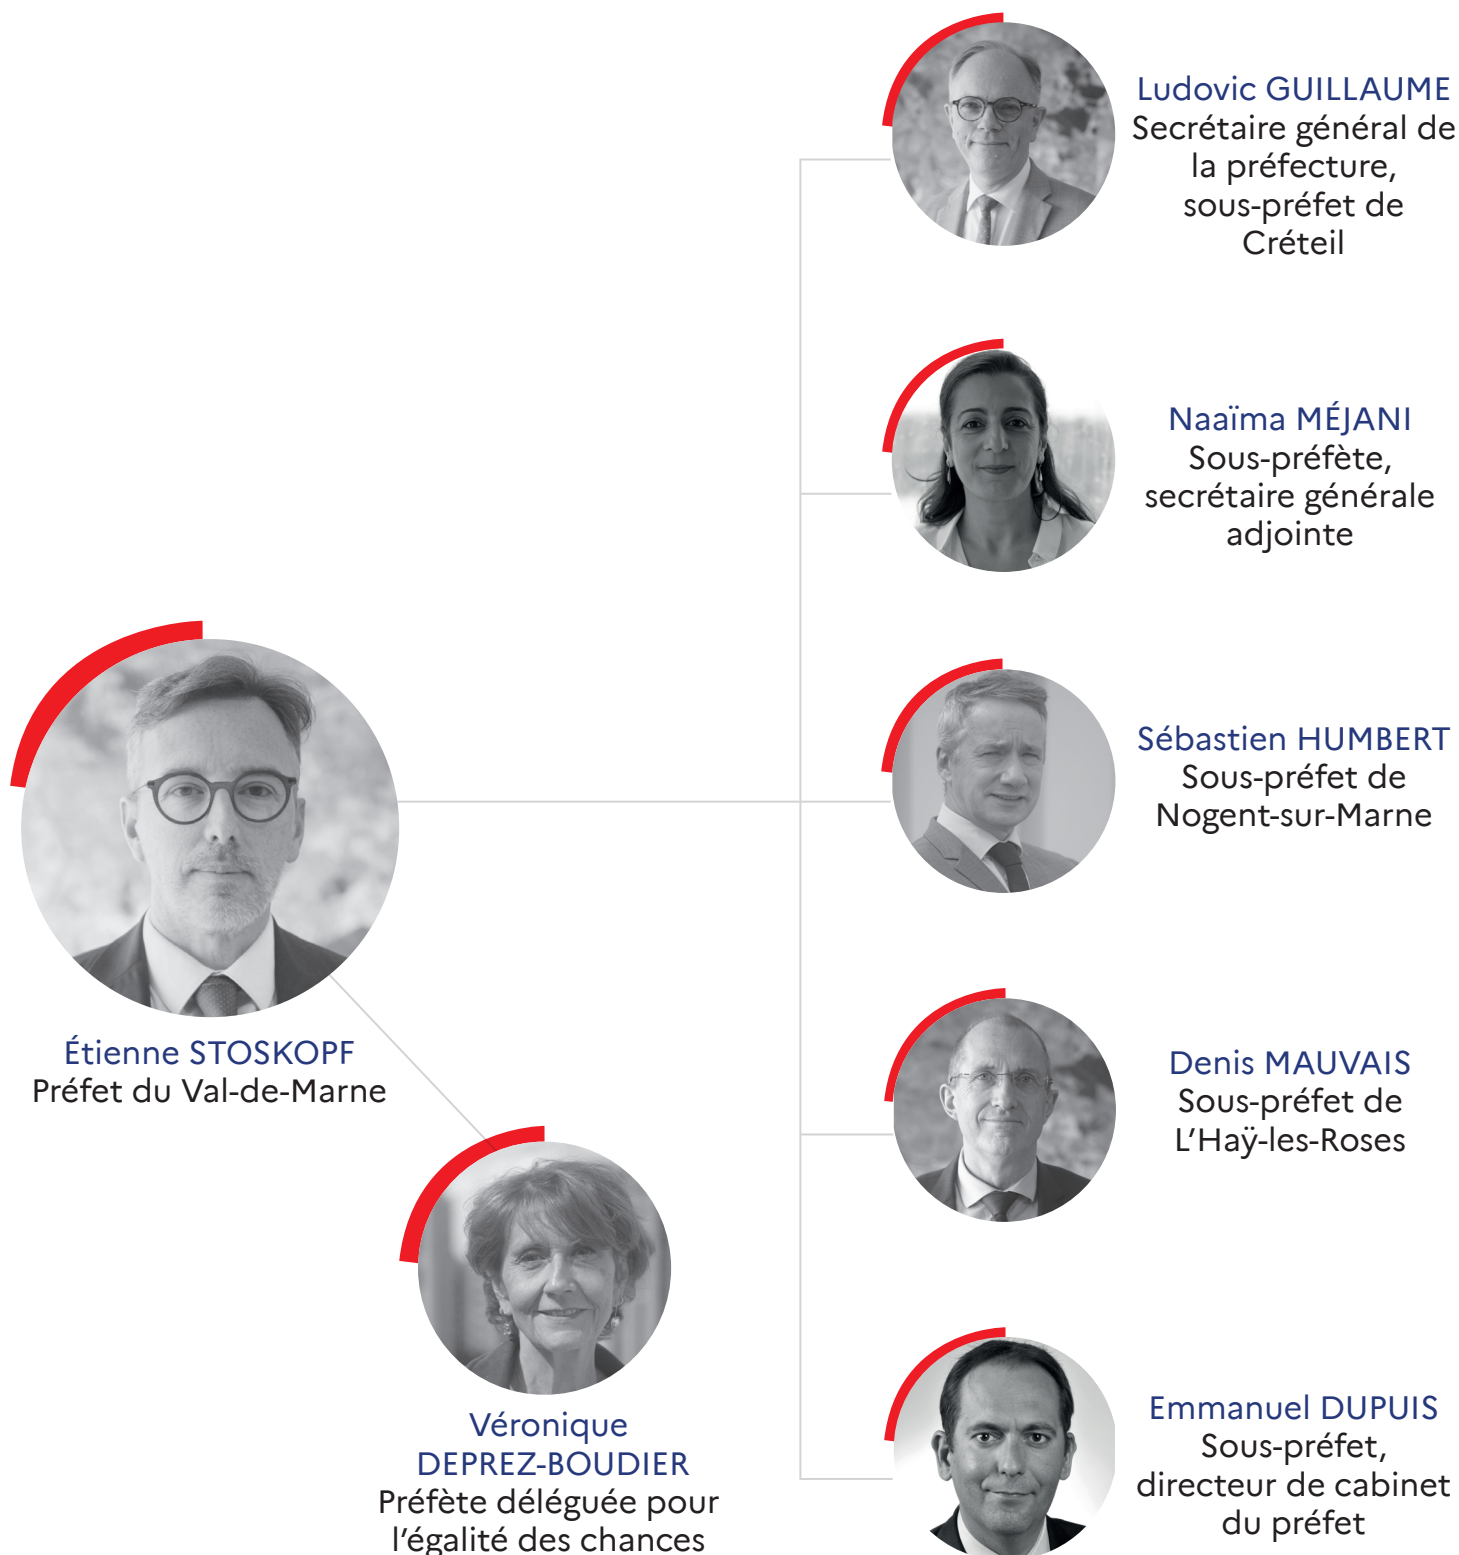 Ludovic GUILLAUME
Secrétaire général de
la préfecture,
sous-préfet de
Créteil
Naaïma MÉJANI
Sous-préfète,
secrétaire générale
adjointe
Sébastien HUMBERT
Sous-préfet de
Nogent-sur-Marne
Étienne STOSKOPF
Préfet du Val-de-Marne
Denis MAUVAIS
Sous-préfet de
L’Haÿ-les-Roses
Véronique
DEPREZ-BOUDIER
Préfète déléguée pour
l’égalité des chances
Emmanuel DUPUIS
Sous-préfet,
directeur de cabinet
du préfet